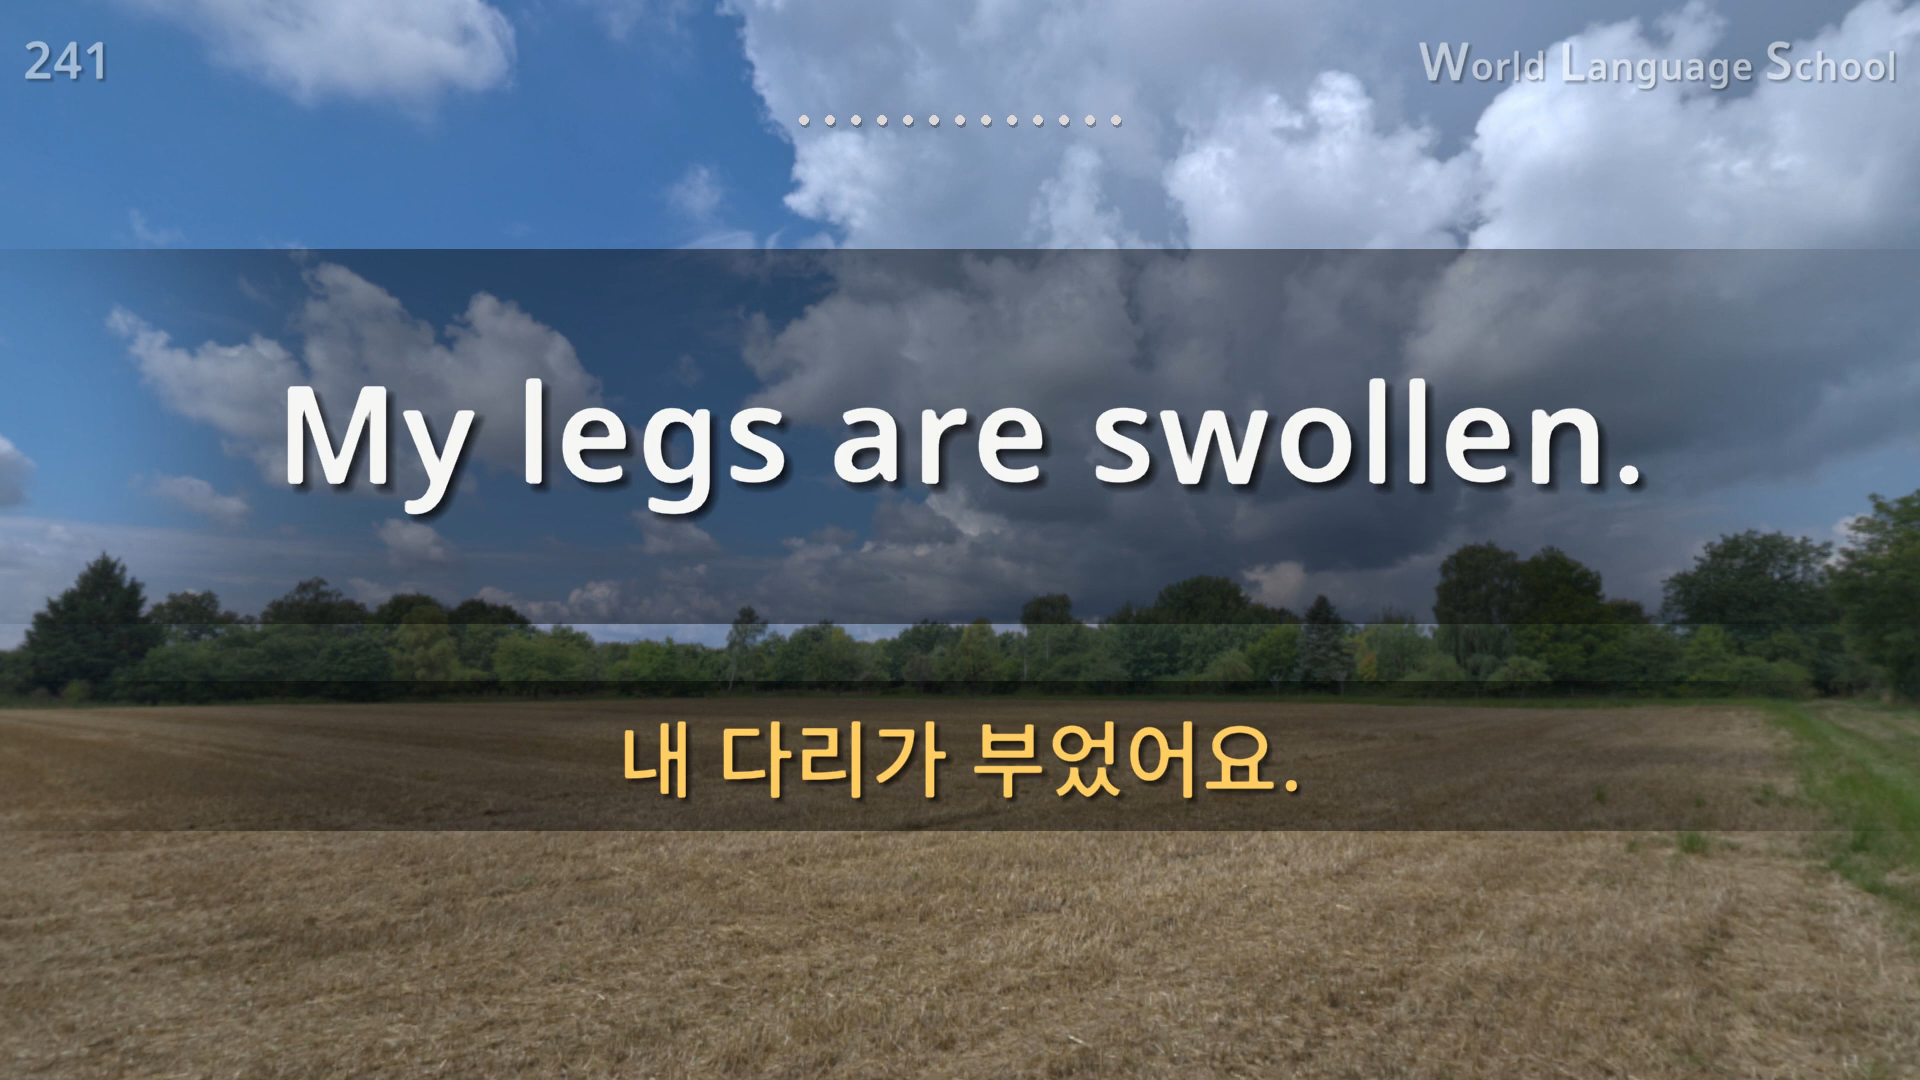 241
World Language School
My legs are swollen.
내 다리가 부었어요.